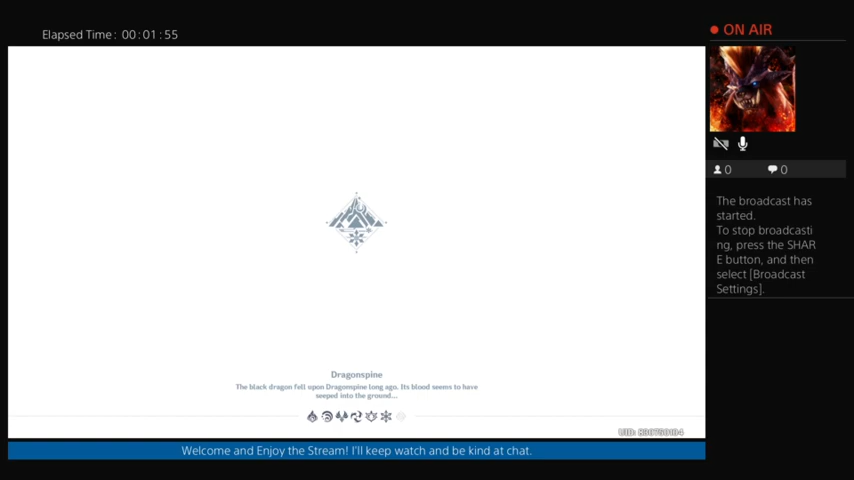 Elapsed Time: 00:01:55
ON AIR
0 0
The broadcast has
started.
To stop broadcasti
ng, press the SHAR
E button, and then
select [Broadcast
Settings].
Dragonspine
The black dragon fell upon Dragonspine long ago. Its blood seems to have
seeped into the ground...
UID:
Welcome and Enjoy the Stream! I'll keep watch and be kind at chat.